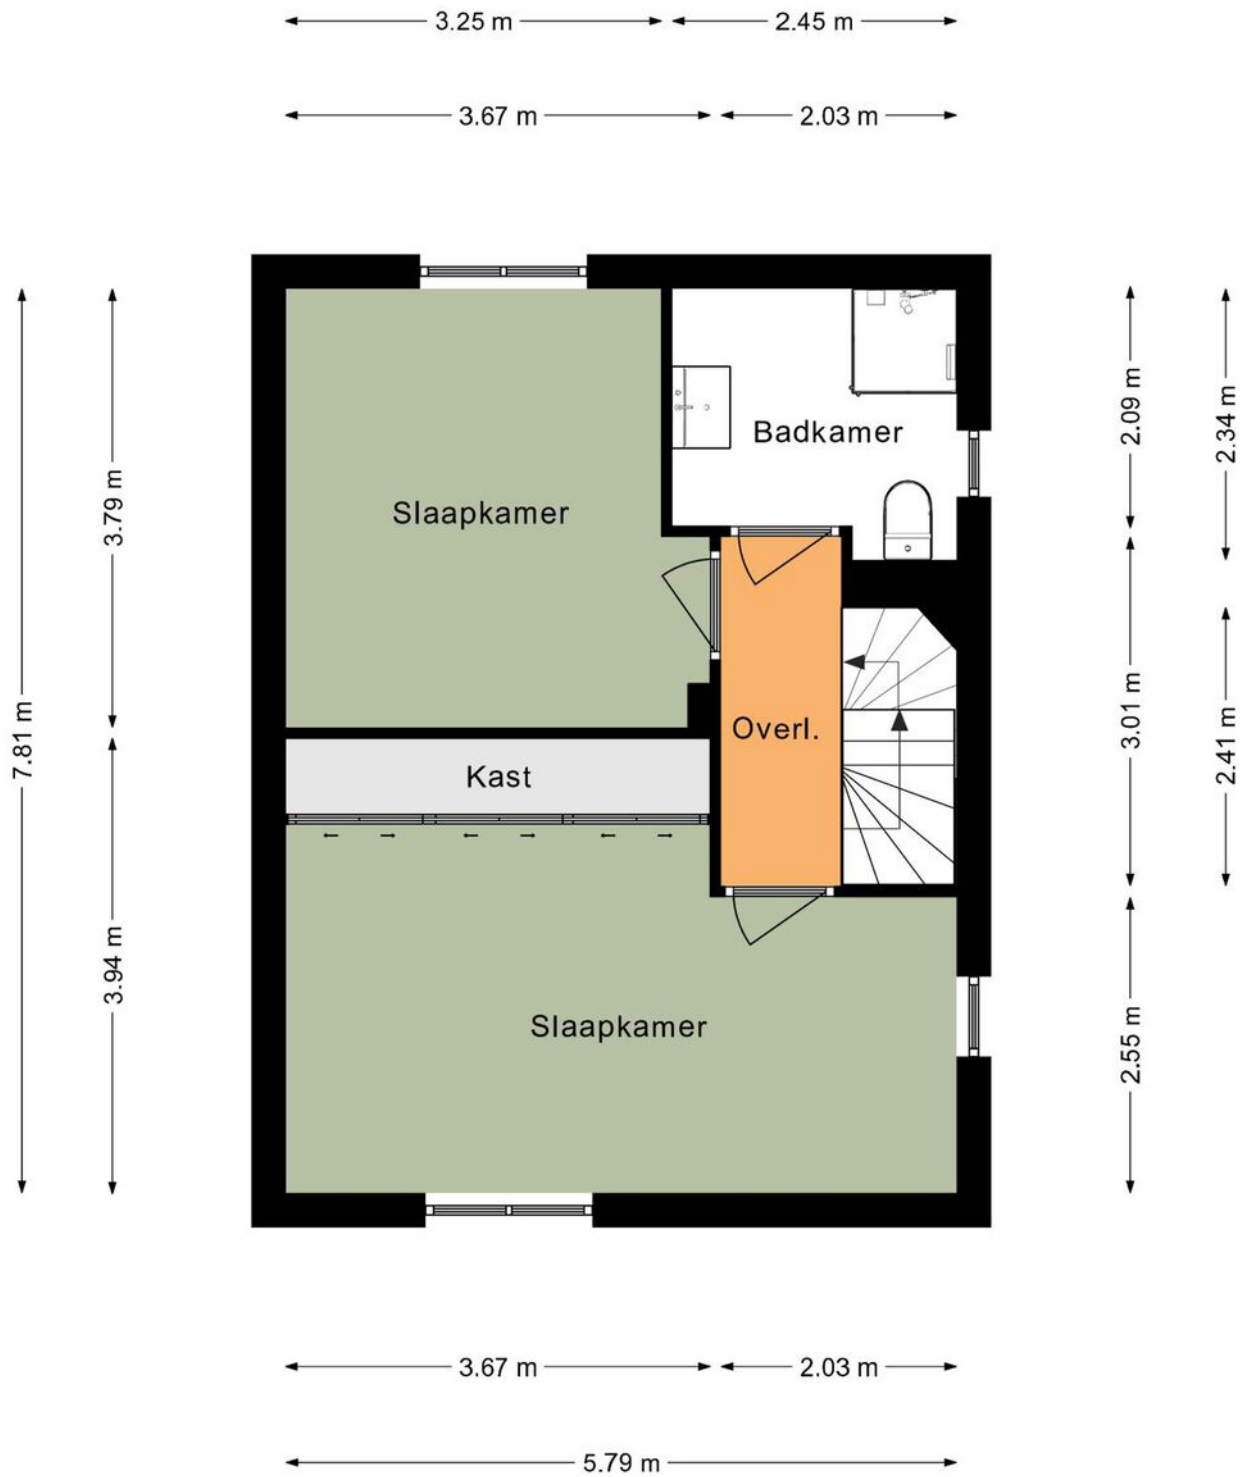 3.25 m
2.45 m
3.67 m
2.03 m
Badkamer
Slaapkamer
Overl.
Kast
Slaapkamer
7.81 m
3.79 m
3.94 m
2.09 m
2.34 m
3.01 m
2.41 m
2.55 m
3.67 m
2.03 m
5.79 m